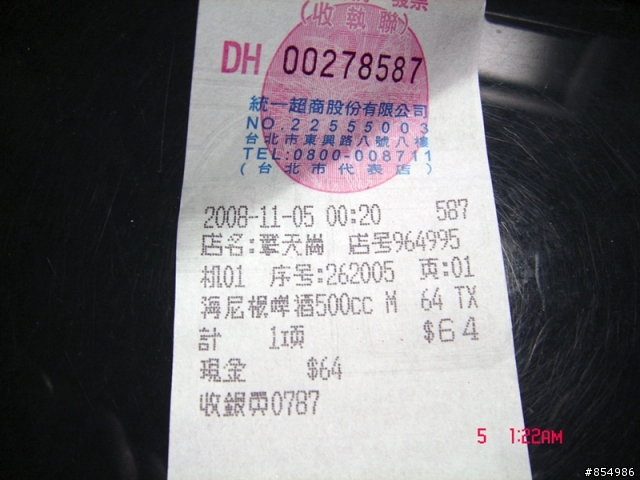 (收執聯)
DH 00278587
統一超商股份有限公司
NO.22555003
台北市東興路八號八樓
TEL:0800-008711
(台北市代表店)
2008-11-05 00:20 587
店名:擎天崗 店号964995
机01 序号:262005 页:01
海尼根啤酒500cc M 64 TX
計 1項 $64
現金 $64
收銀員0787
5 1:22AM
#854986